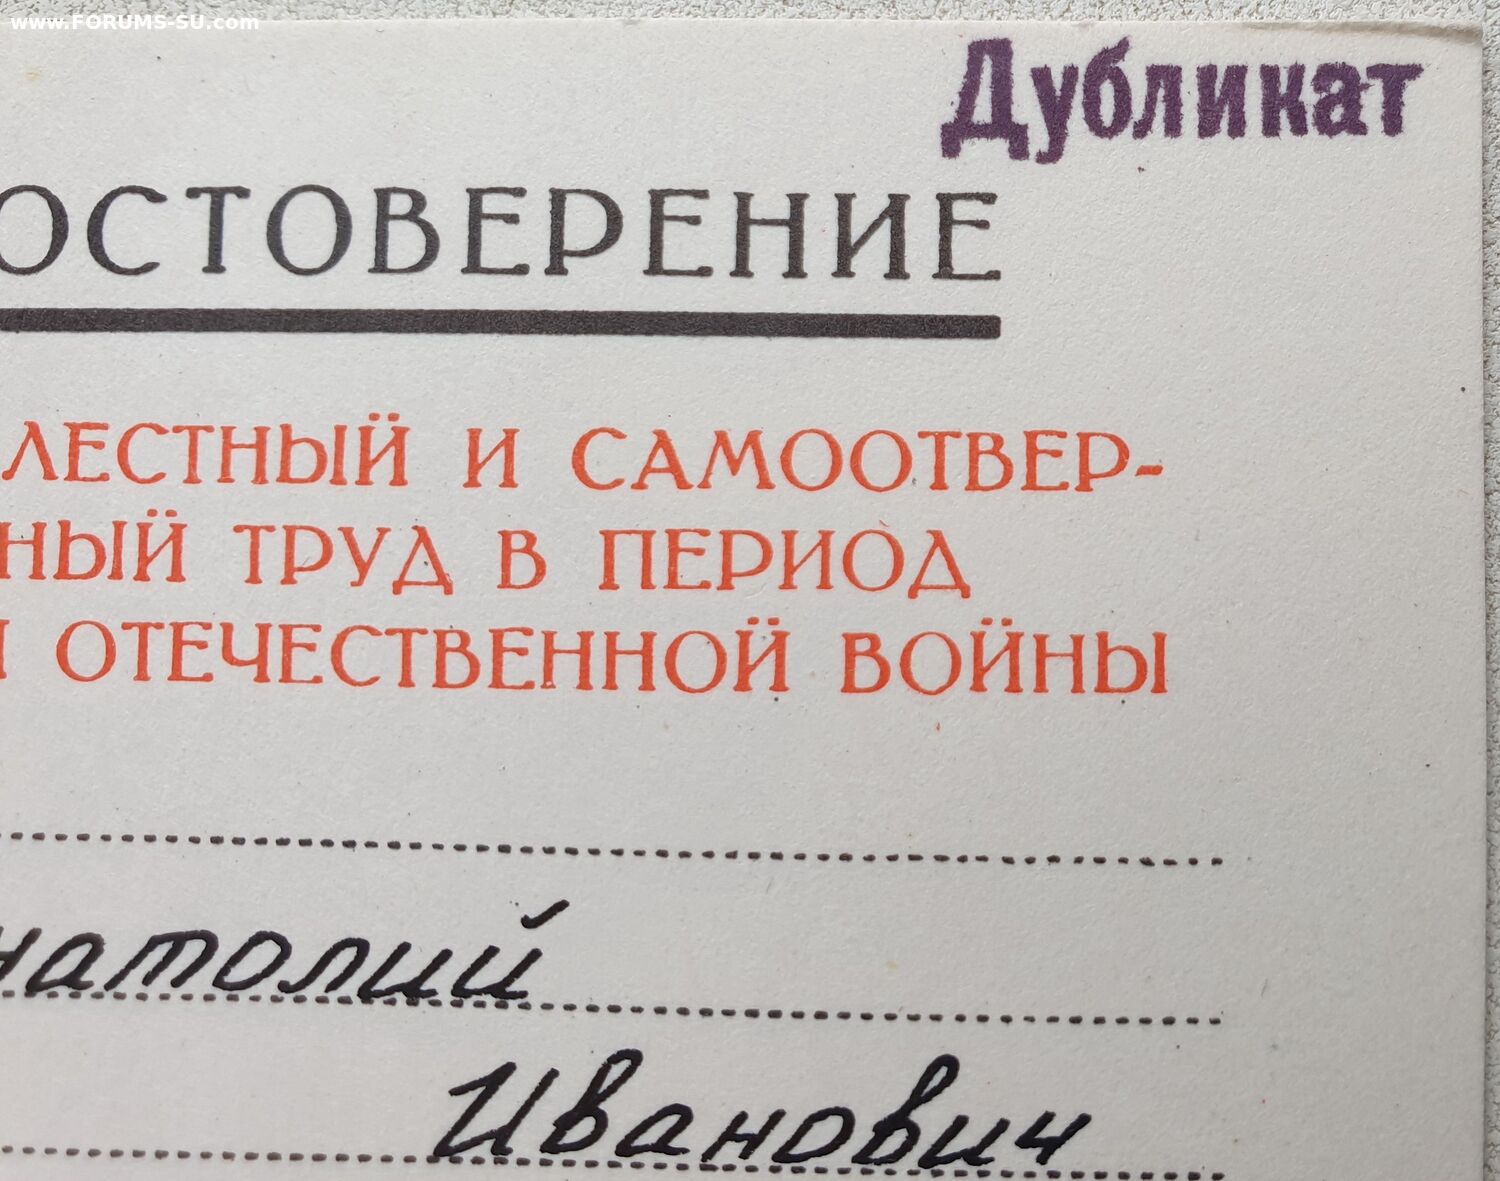 www.FORUMS-SU.com
Дубликат
ОСТОВЕРЕНИЕ
ЛЕСТНЫЙ И САМООТВЕР-
НЫЙ ТРУД В ПЕРИОД
ОТЕЧЕСТВЕННОЙ ВОЙНЫ
натолий
Иванович